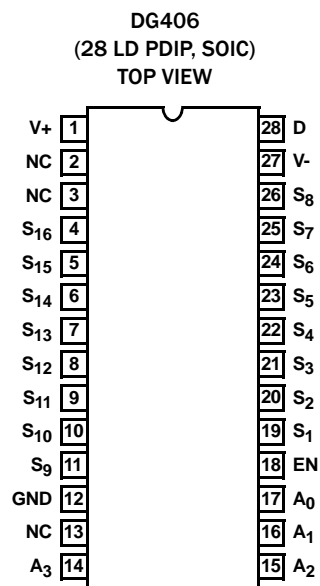 DG406
(28 LD PDIP, SOIC)
TOP VIEW
V+ 1 28 D
NC 2 27 V-
NC 3 26 S8
S16 4 25 S7
S15 5 24 S6
S14 6 23 S5
S13 7 22 S4
S12 8 21 S3
S11 9 20 S2
S10 10 19 S1
S9 11 18 EN
GND 12 17 A0
NC 13 16 A1
A3 14 15 A2